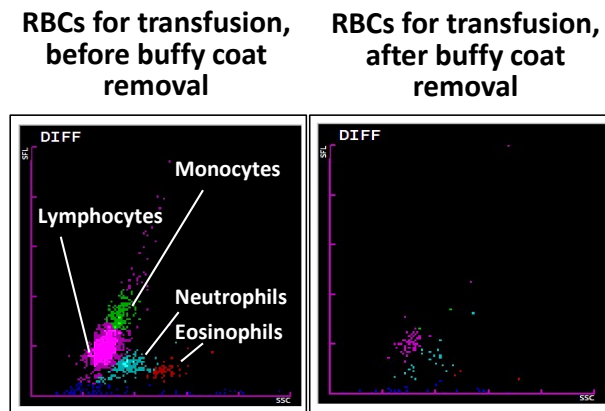 RBCs for transfusion,
before buffy coat
removal
RBCs for transfusion,
after buffy coat
removal
DIFF
SFL
Monocytes
Lymphocytes
Neutrophils
Eosinophils
SSC
DIFF
SFL
SSC